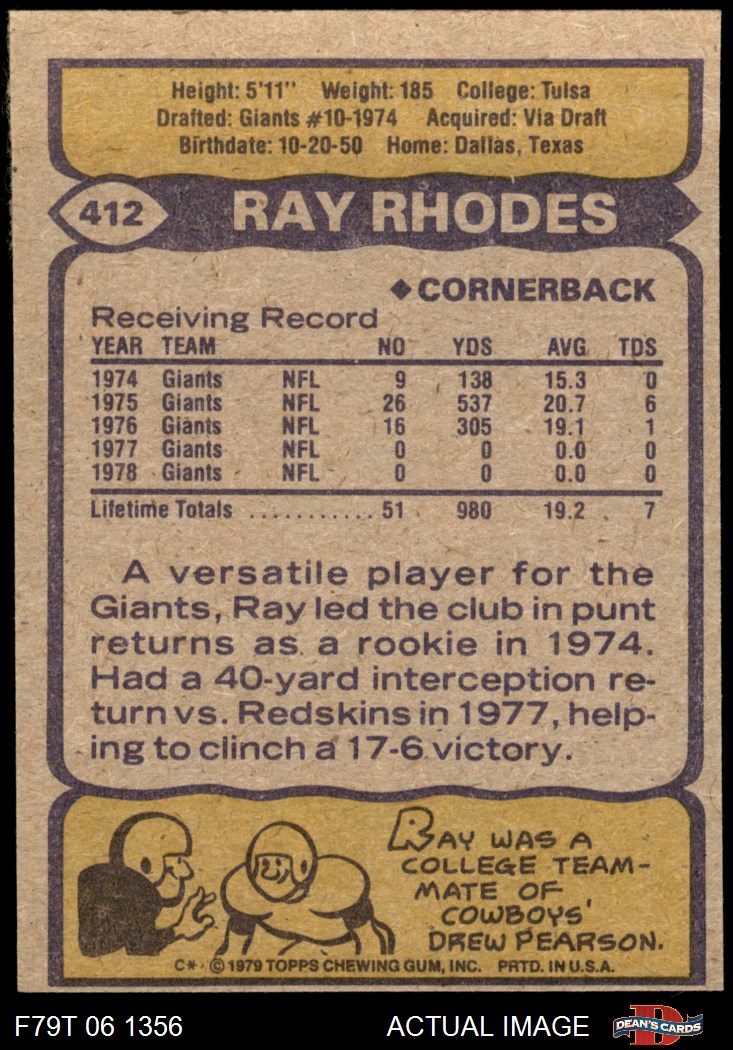 Height: 5'11" Weight: 185 College: Tulsa
Drafted: Giants #10-1974 Acquired: Via Draft
Birthdate: 10-20-50 Home: Dallas, Texas
412 RAY RHODES
◆ CORNERBACK
Receiving Record
YEAR TEAM NO YDS AVG TDS
1974 Giants NFL 9 138 15.3 0
1975 Giants NFL 26 537 20.7 6
1976 Giants NFL 16 305 19.1 1
1977 Giants NFL 0 0 0.0 0
1978 Giants NFL 0 0 0.0 0
Lifetime Totals ........... 51 980 19.2 7
A versatile player for the
Giants, Ray led the club in punt
returns as a rookie in 1974.
Had a 40-yard interception re-
turn vs. Redskins in 1977, help-
ing to clinch a 17-6 victory.
RAY WAS A
COLLEGE TEAM-
MATE OF
COWBOYS'
DREW PEARSON.
C* ©1979 TOPPS CHEWING GUM, INC. PRTD. IN U.S.A.
F79T 06 1356 ACTUAL IMAGE D DEAN'S CARDS